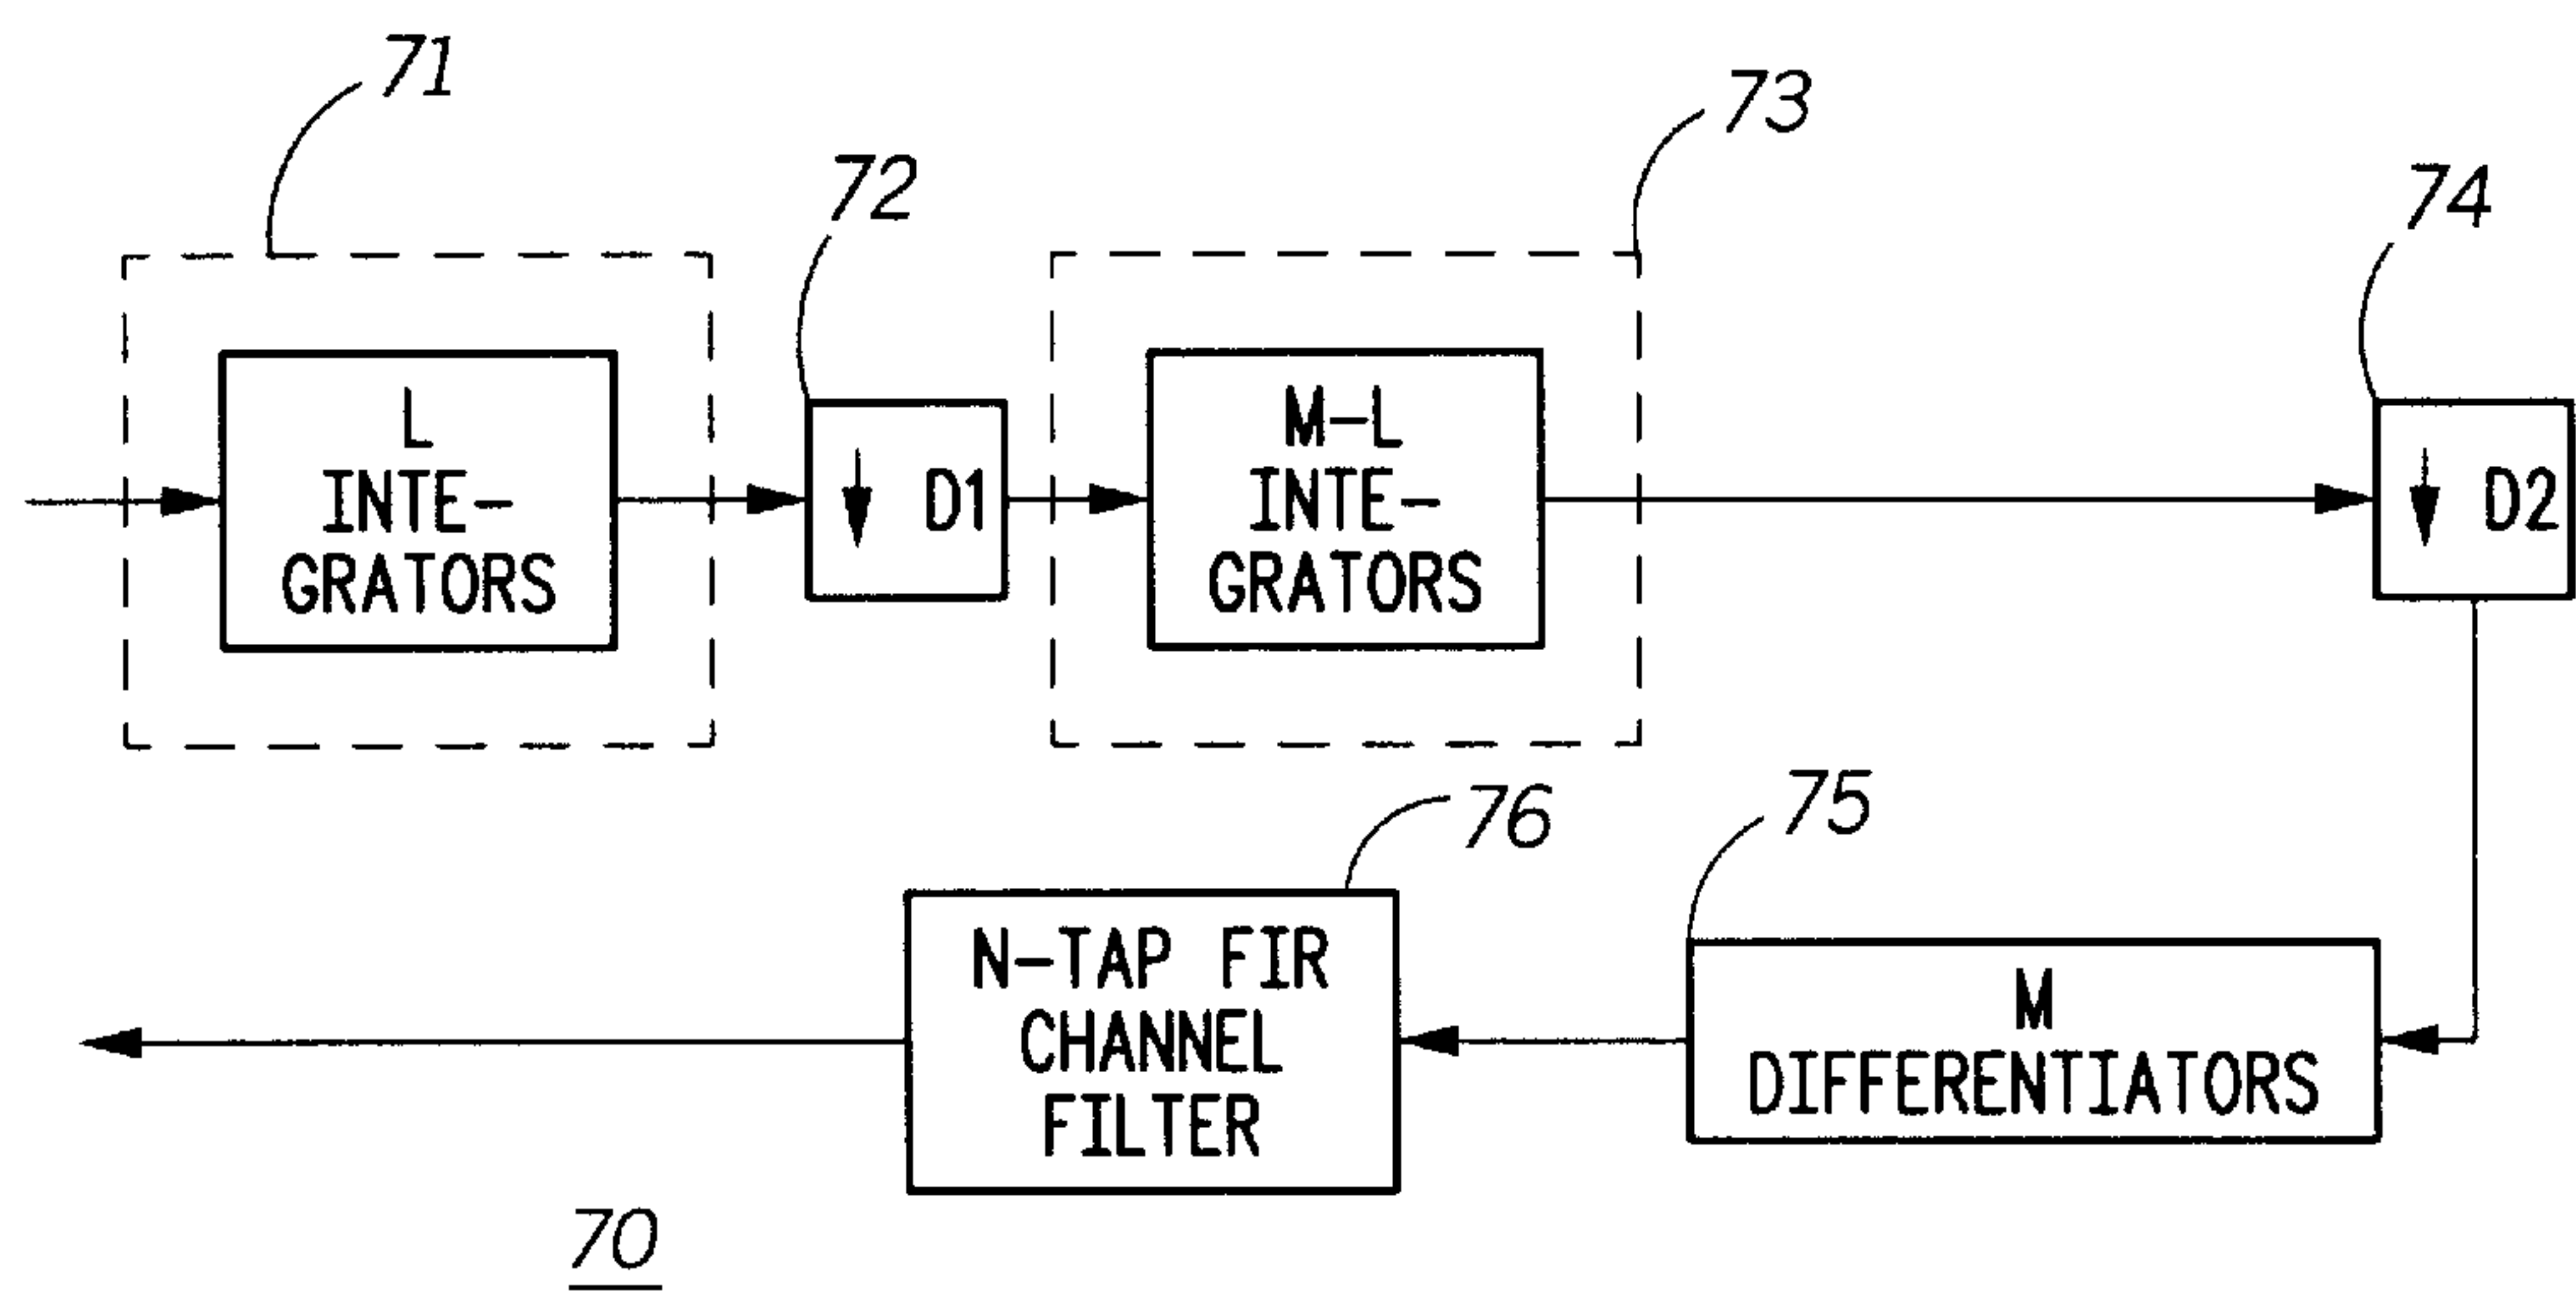 71
72
73
74
L
INTE-
GRATORS
↓ D1
M-L
INTE-
GRATORS
↓ D2
76
75
N-TAP FIR
CHANNEL
FILTER
M
DIFFERENTIATORS
70